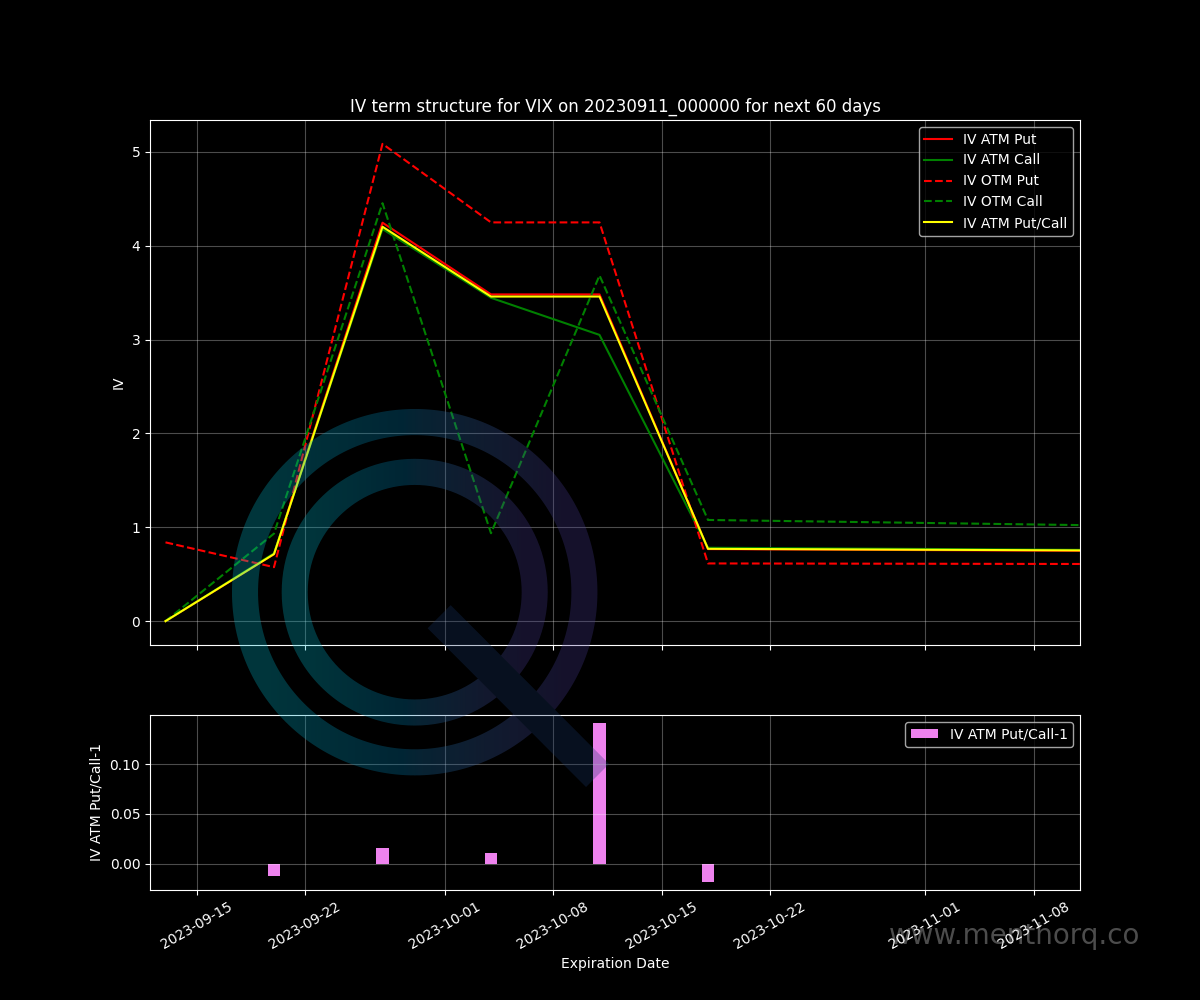 IV term structure for VIX on 20230911_000000 for next 60 days
IV ATM Put
IV ATM Call
IV OTM Put
IV OTM Call
IV ATM Put/Call
5
4
3
2
1
0
IV
IV ATM Put/Call-1
0.10
0.05
0.00
IV ATM Put/Call-1
2023-09-15
2023-09-22
2023-10-01
2023-10-08
2023-10-15
2023-10-22
2023-11-01
2023-11-08
www.menthorq.co
Expiration Date